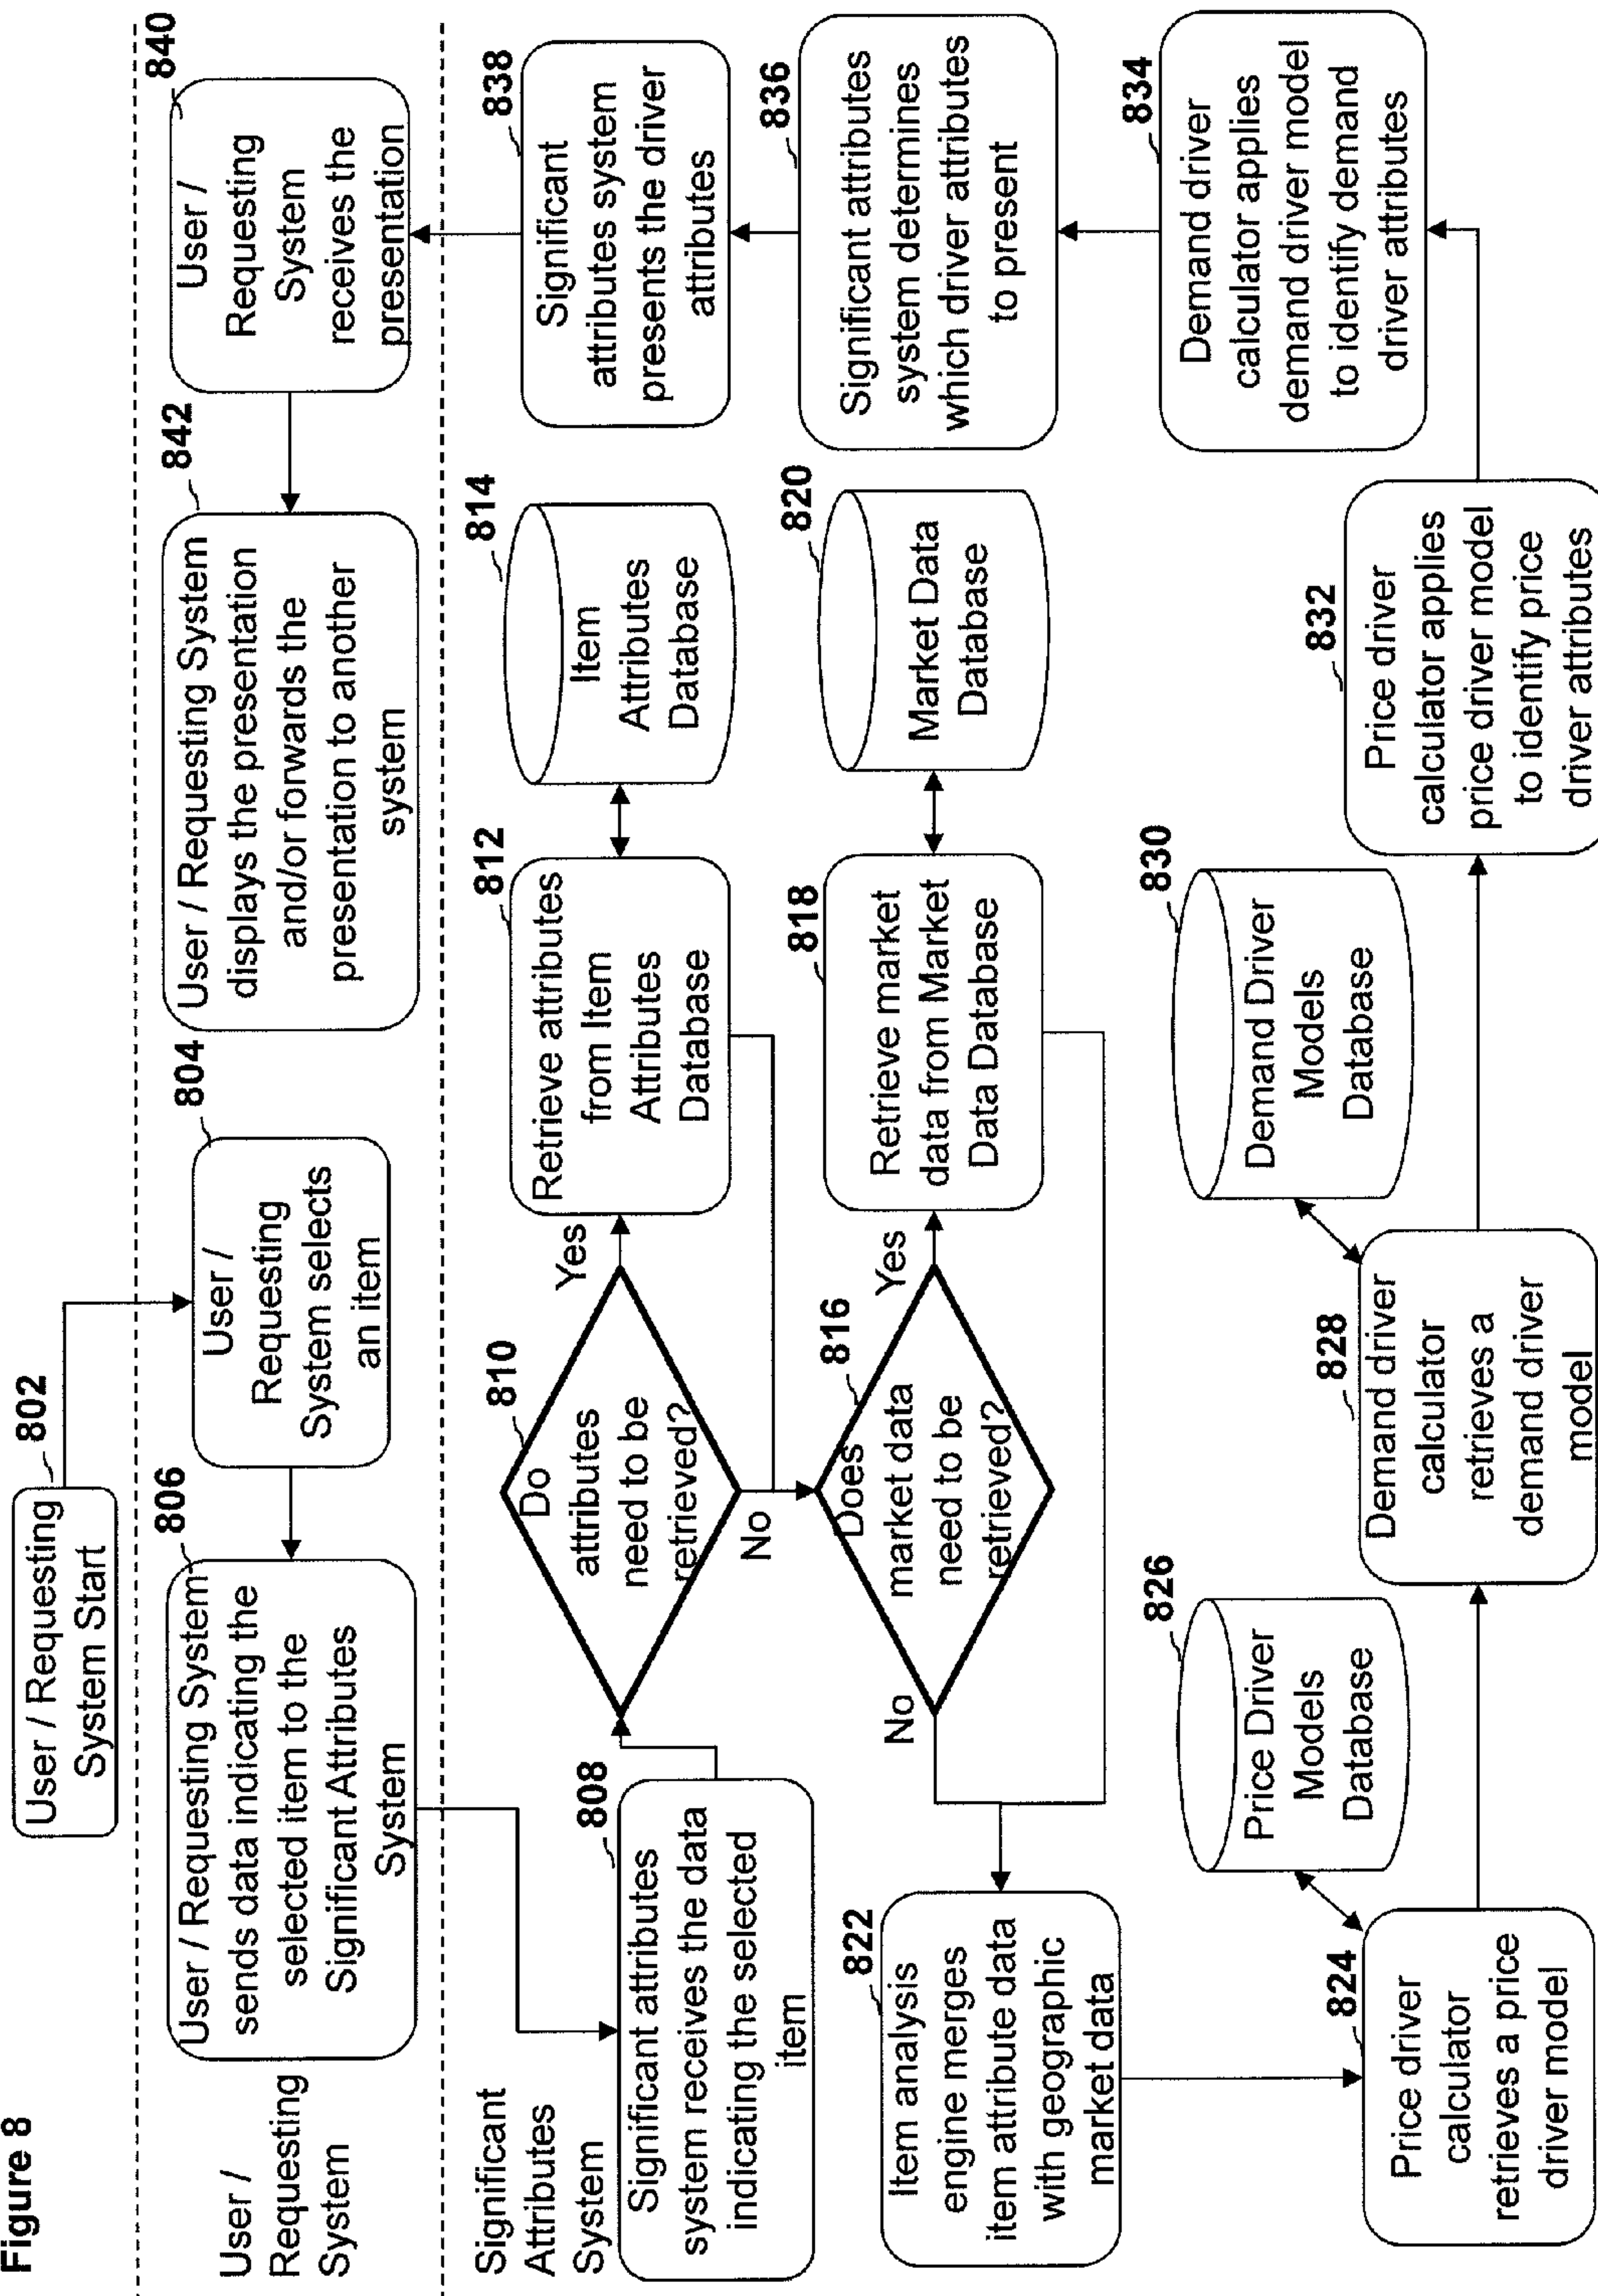 Figure 8
User / Requesting
System Start
802
User /
Requesting
System
804
User /
Requesting
System selects
an item
806
User / Requesting System
sends data indicating the
selected item to the
Significant Attributes
System
840
User /
Requesting
System
receives the
presentation
842
User / Requesting System
displays the presentation
and/or forwards the
presentation to another
system
Significant
Attributes
System
808
Significant attributes
system receives the data
indicating the selected
item
810
Do
attributes
need to be
retrieved?
Yes
No
812
Retrieve attributes
from Item
Attributes
Database
814
Item
Attributes
Database
816
Does
market data
need to be
retrieved?
Yes
No
818
Retrieve market
data from Market
Data Database
820
Market Data
Database
822
Item analysis
engine merges
item attribute data
with geographic
market data
824
Price driver
calculator
retrieves a price
driver model
826
Price Driver
Models
Database
828
Demand driver
calculator
retrieves a
demand driver
model
830
Demand Driver
Models
Database
832
Price driver
calculator applies
price driver model
to identify price
driver attributes
834
Demand driver
calculator applies
demand driver model
to identify demand
driver attributes
836
Significant attributes
system determines
which driver attributes
to present
838
Significant
attributes system
presents the driver
attributes